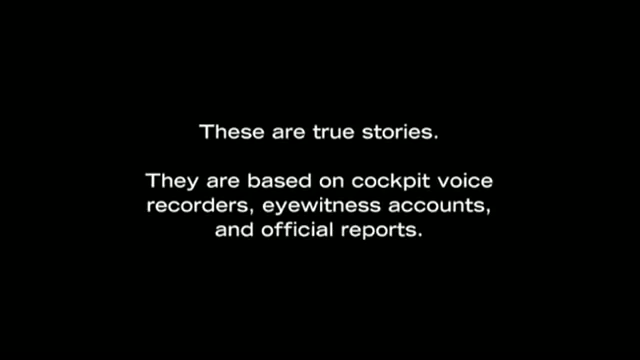 These are true stories.
They are based on cockpit voice
recorders, eyewitness accounts,
and official reports.